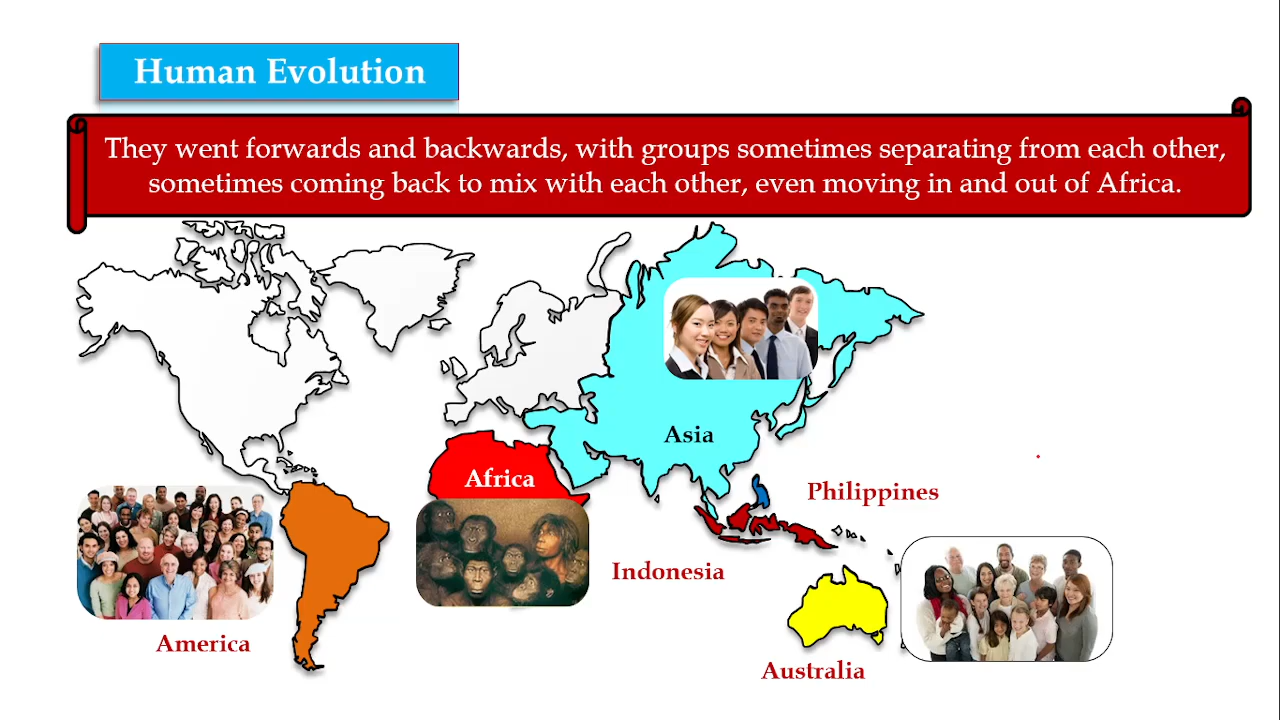 Human Evolution
They went forwards and backwards, with groups sometimes separating from each other,
sometimes coming back to mix with each other, even moving in and out of Africa.
Asia
Africa
Philippines
Indonesia
America
Australia